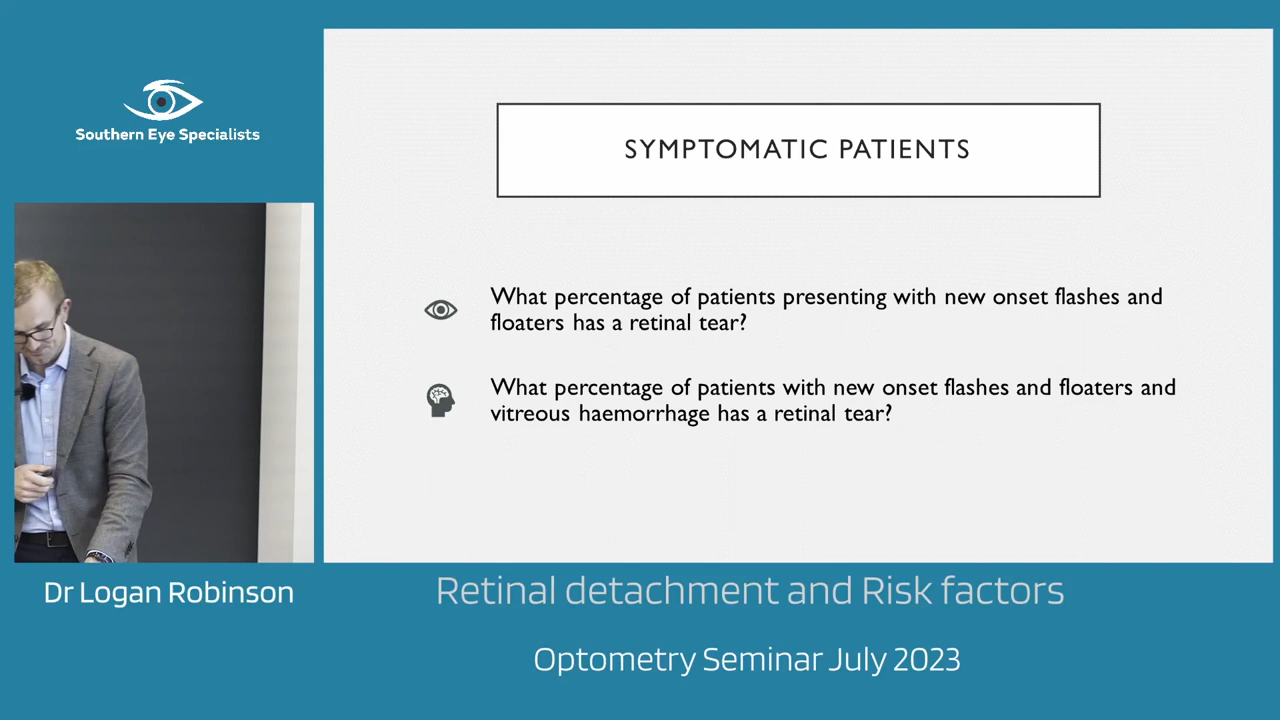 Southern Eye Specialists
SYMPTOMATIC PATIENTS
What percentage of patients presenting with new onset flashes and
floaters has a retinal tear?
What percentage of patients with new onset flashes and floaters and
vitreous haemorrhage has a retinal tear?
Dr Logan Robinson
Retinal detachment and Risk factors
Optometry Seminar July 2023